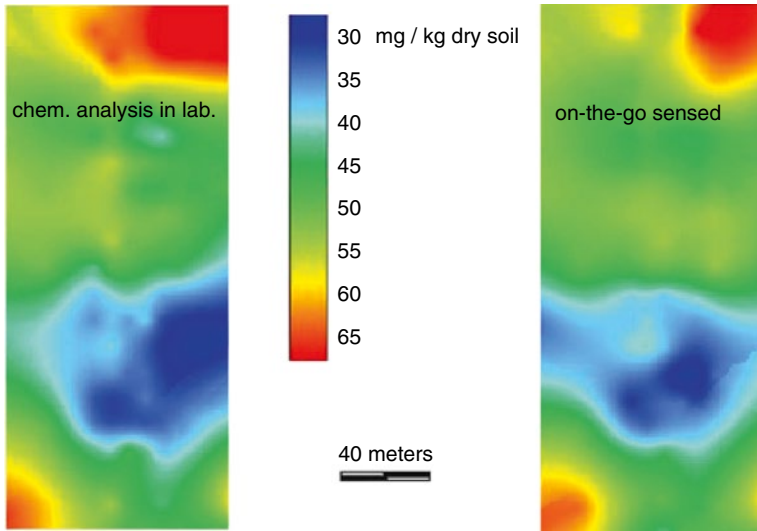 30 mg / kg dry soil
35
chem. analysis in lab.
on-the-go sensed
40
45
50
55
60
65
40 meters